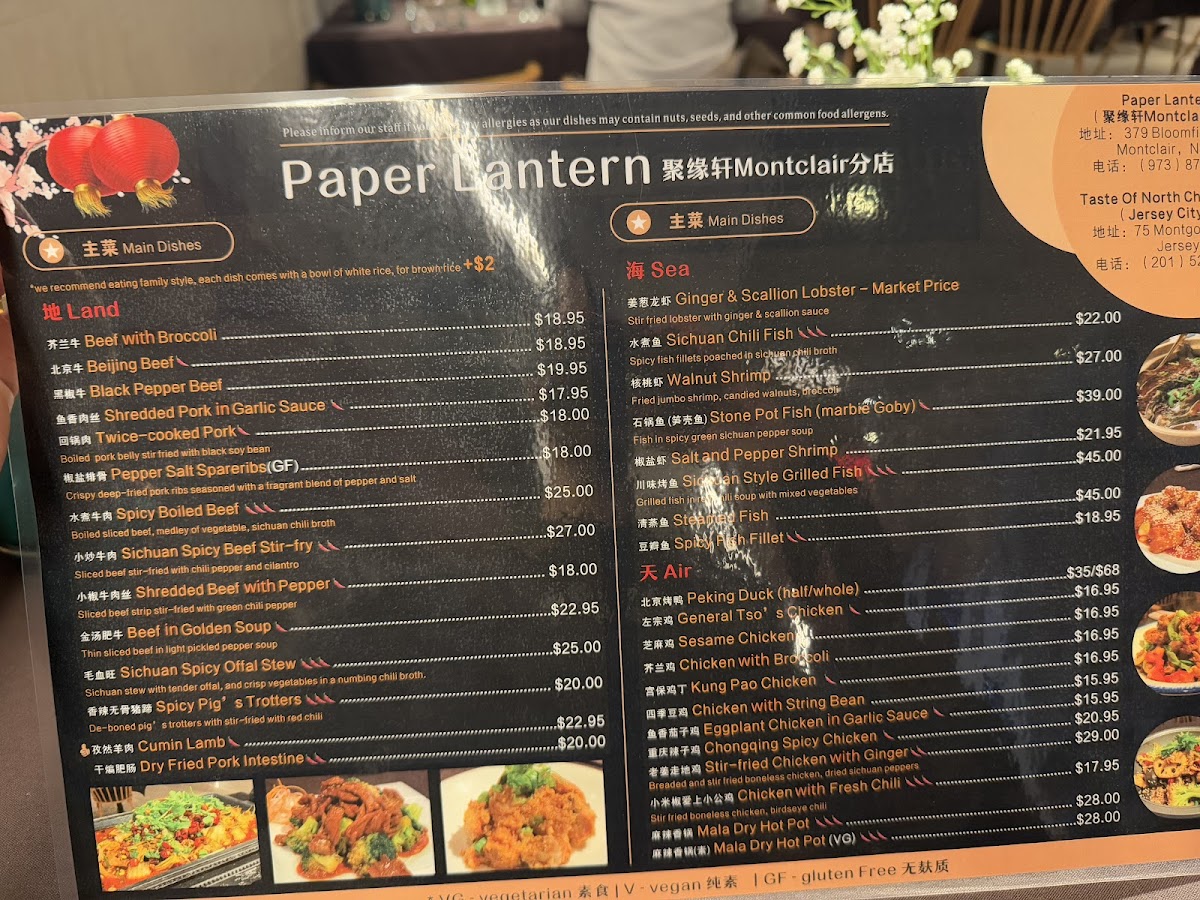 Please inform our staff if allergies as our dishes may contain nuts, seeds, and other common food allergens.
Paper Lantern 聚缘轩Montclair分店
Paper Lante
( 聚缘轩Montcla
地址： 379 Bloomfi
Montclair, N
电话：（973）87
Taste Of North Ch
( Jersey City
地址：75 Montgo
Jersey
电话：（201）52
主菜 Main Dishes
*we recommend eating family style, each dish comes with a bowl of white rice, for brown rice +$2
地 Land
芥兰牛 Beef with Broccoli $18.95
北京牛 Beijing Beef $18.95
黑椒牛 Black Pepper Beef $19.95
鱼香肉丝 Shredded Pork in Garlic Sauce $17.95
回锅肉 Twice-cooked Pork $18.00
Boiled pork belly stir fried with black soy bean
椒盐排骨 Pepper Salt Spareribs(GF) $18.00
Crispy deep-fried pork ribs seasoned with a fragrant blend of pepper and salt
水煮牛肉 Spicy Boiled Beef $25.00
Boiled sliced beef, medley of vegetable, sichuan chili broth
小炒牛肉 Sichuan Spicy Beef Stir-fry $27.00
Sliced beef stir-fried with chili pepper and cilantro
小椒牛肉丝 Shredded Beef with Pepper $18.00
Sliced beef strip stir-fried with green chili pepper
金汤肥牛 Beef in Golden Soup $22.95
Thin sliced beef in light pickled pepper soup
毛血旺 Sichuan Spicy Offal Stew $25.00
Sichuan stew with tender offal, and crisp vegetables in a numbing chili broth.
香辣无骨猪蹄 Spicy Pig's Trotters $20.00
De-boned pig's trotters with stir-fried with red chili
孜然羊肉 Cumin Lamb $22.95
干煸肥肠 Dry Fried Pork Intestine $20.00
主菜 Main Dishes
海 Sea
姜葱龙虾 Ginger & Scallion Lobster - Market Price
Stir fried lobster with ginger & scallion sauce
水煮鱼 Sichuan Chili Fish $22.00
Spicy fish fillets poached in sichuan chili broth
核桃虾 Walnut Shrimp $27.00
Fried jumbo shrimp, candied walnuts, broccoli
石锅鱼 (笋壳鱼) Stone Pot Fish (marble Goby) $39.00
Fish in spicy green sichuan pepper soup
椒盐虾 Salt and Pepper Shrimp $21.95
川味烤鱼 Sichuan Style Grilled Fish $45.00
Grilled fish in chili soup with mixed vegetables
清蒸鱼 Steamed Fish $45.00
豆瓣鱼 Spicy Fish Fillet $18.95
天 Air
北京烤鸭 Peking Duck (half/whole) $35/$68
左宗鸡 General Tso's Chicken $16.95
芝麻鸡 Sesame Chicken $16.95
芥兰鸡 Chicken with Broccoli $16.95
宫保鸡丁 Kung Pao Chicken $16.95
四季豆鸡 Chicken with String Bean $15.95
鱼香茄子鸡 Eggplant Chicken in Garlic Sauce $15.95
重庆辣子鸡 Chongqing Spicy Chicken $20.95
老姜走地鸡 Stir-fried Chicken with Ginger $29.00
Breaded and stir fried boneless chicken, dried sichuan peppers
小米椒爱上小公鸡 Chicken with Fresh Chili $17.95
Stir fried boneless chicken, birdseye chili
麻辣香锅 Mala Dry Hot Pot $28.00
麻辣香锅(素) Mala Dry Hot Pot (VG) $28.00
* VG - vegetarian 素食 | V - vegan 纯素 | GF - gluten Free 无麸质